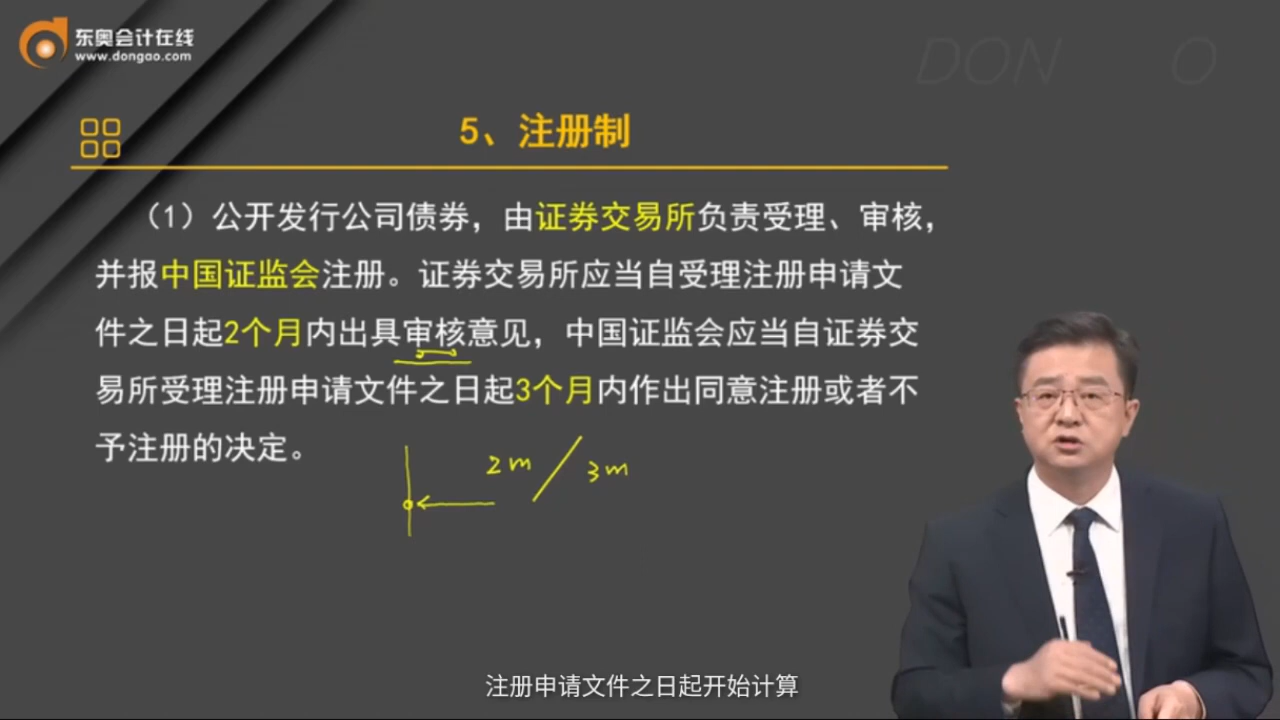 东奥会计在线
www.dongao.com
DON O
5、注册制
（1）公开发行公司债券，由证券交易所负责受理、审核，
并报中国证监会注册。证券交易所应当自受理注册申请文
件之日起2个月内出具审核意见，中国证监会应当自证券交
易所受理注册申请文件之日起3个月内作出同意注册或者不
予注册的决定。
2m / 3m
注册申请文件之日起开始计算